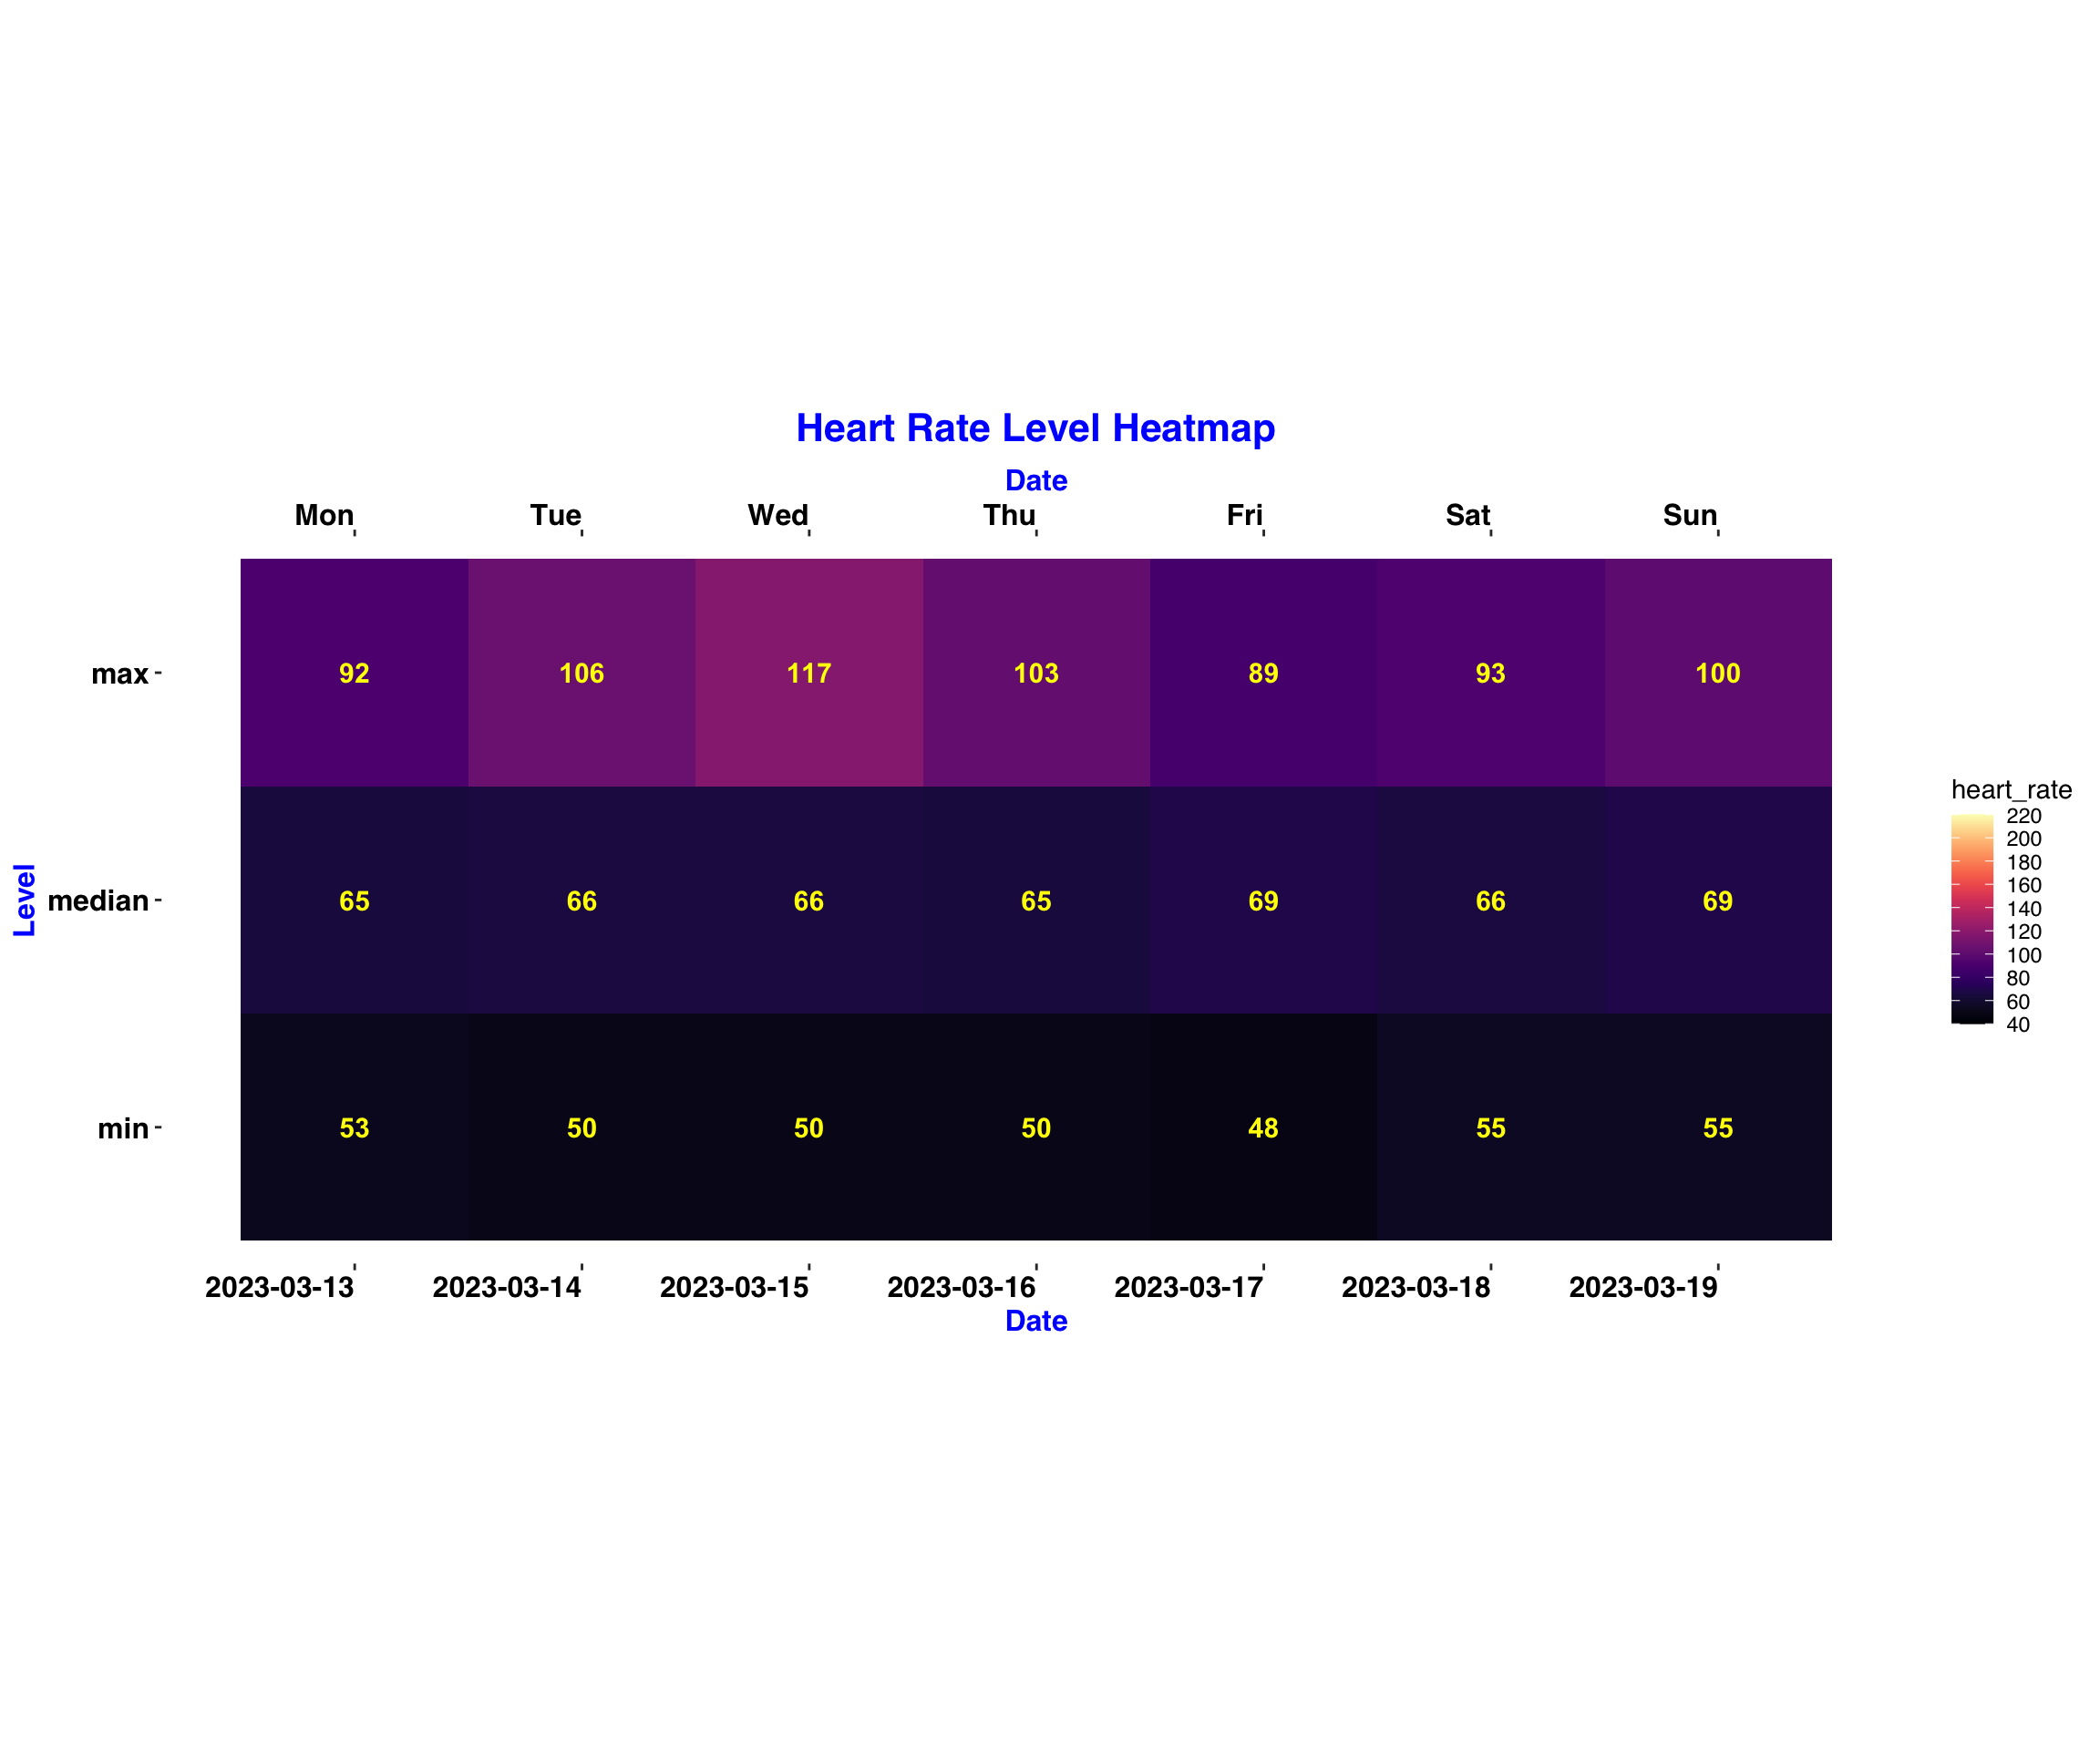 Heart Rate Level Heatmap
Date
Mon Tue Wed Thu Fri Sat Sun
max 92 106 117 103 89 93 100
median 65 66 66 65 69 66 69
min 53 50 50 50 48 55 55
2023-03-13 2023-03-14 2023-03-15 2023-03-16 2023-03-17 2023-03-18 2023-03-19
Date
Level
heart_rate
220
200
180
160
140
120
100
80
60
40